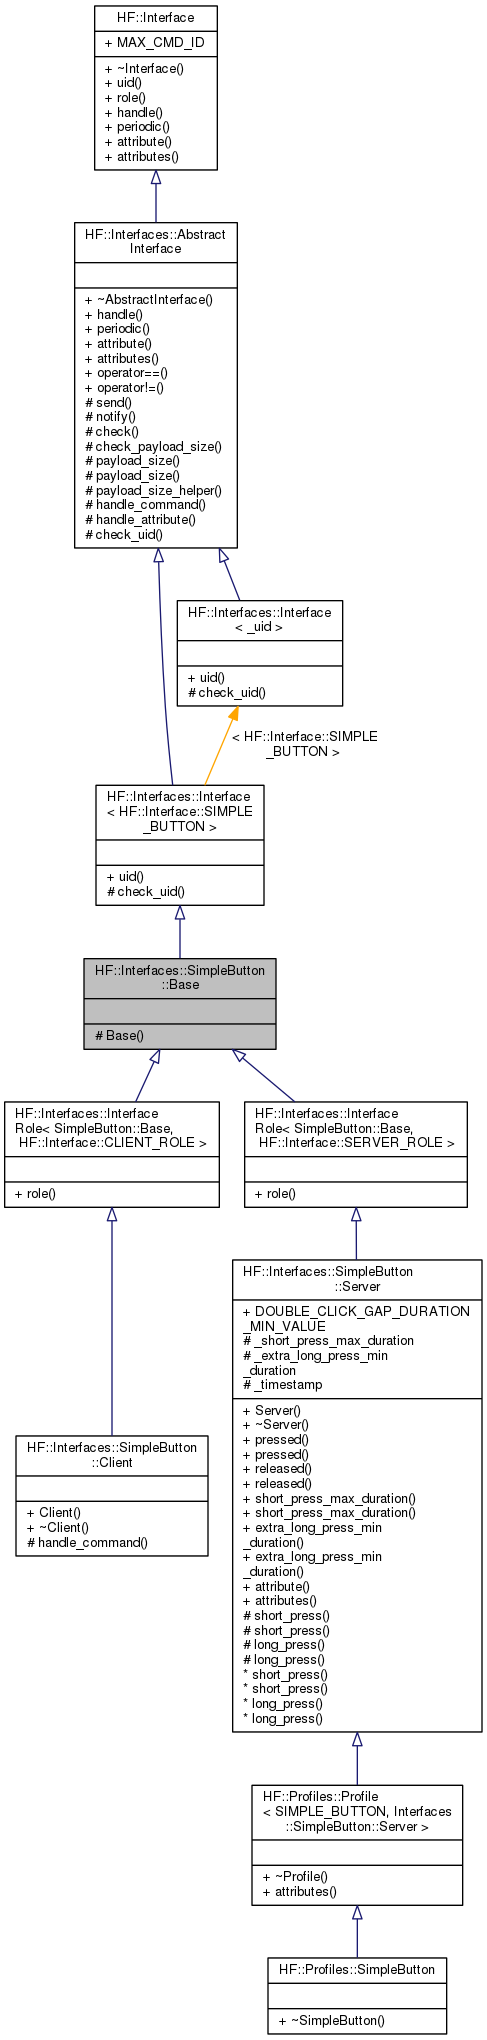 HF::Interface
+ MAX_CMD_ID
+ ~Interface()
+ uid()
+ role()
+ handle()
+ periodic()
+ attribute()
+ attributes()
HF::Interfaces::Abstract
Interface
+ ~AbstractInterface()
+ handle()
+ periodic()
+ attribute()
+ attributes()
+ operator==()
+ operator!=()
# send()
# notify()
# check()
# check_payload_size()
# payload_size()
# payload_size()
# payload_size_helper()
# handle_command()
# handle_attribute()
# check_uid()
HF::Interfaces::Interface
< _uid >
+ uid()
# check_uid()
< HF::Interface::SIMPLE
_BUTTON >
HF::Interfaces::Interface
< HF::Interface::SIMPLE
_BUTTON >
+ uid()
# check_uid()
HF::Interfaces::SimpleButton
::Base
# Base()
HF::Interfaces::Interface
Role< SimpleButton::Base,
HF::Interface::CLIENT_ROLE >
+ role()
HF::Interfaces::Interface
Role< SimpleButton::Base,
HF::Interface::SERVER_ROLE >
+ role()
HF::Interfaces::SimpleButton
::Server
+ DOUBLE_CLICK_GAP_DURATION
_MIN_VALUE
# _short_press_max_duration
# _extra_long_press_min
_duration
# _timestamp
+ Server()
+ ~Server()
+ pressed()
+ pressed()
+ released()
+ released()
+ short_press_max_duration()
+ short_press_max_duration()
+ extra_long_press_min
_duration()
+ extra_long_press_min
_duration()
+ attribute()
+ attributes()
# short_press()
# short_press()
# long_press()
# long_press()
* short_press()
* short_press()
* long_press()
* long_press()
HF::Interfaces::SimpleButton
::Client
+ Client()
+ ~Client()
# handle_command()
HF::Profiles::Profile
< SIMPLE_BUTTON, Interfaces
::SimpleButton::Server >
+ ~Profile()
+ attributes()
HF::Profiles::SimpleButton
+ ~SimpleButton()